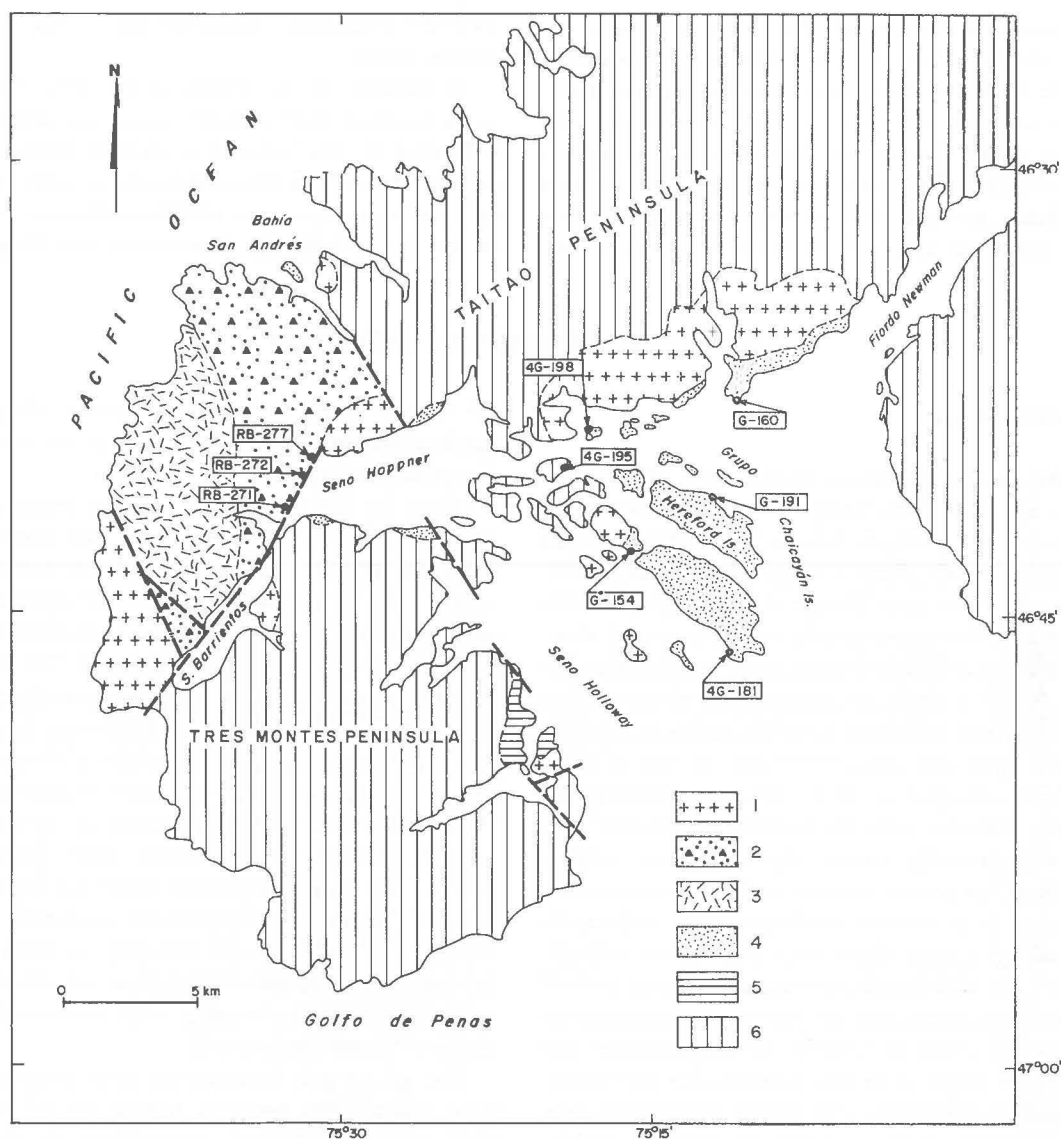 N
PACIFIC OCEAN
46°30'
Bahía
San Andrés
TAITAO PENINSULA
Fiordo Newman
4G-198
G-160
RB-277
4G-195
Grupo
RB-272
Seno Hoppner
G-191
RB-271
Hereford Is.
Chaicayán Is.
G-154
46°45'
S. Barrientos
4G-181
Seno Holloway
TRES MONTES PENINSULA
1
2
3
4
0 5 km
5
Golfo de Penas
6
47°00'
75°30 75°15'